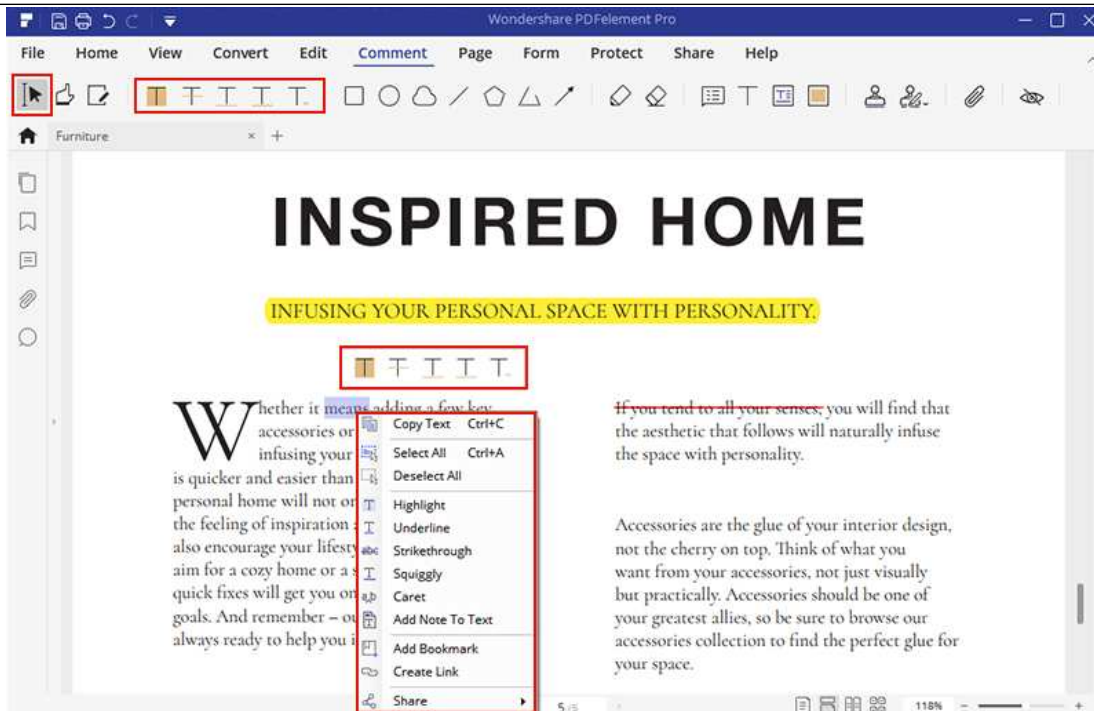 Wondershare PDFelement Pro
File Home View Convert Edit Comment Page Form Protect Share Help
Furniture
INSPIRED HOME
INFUSING YOUR PERSONAL SPACE WITH PERSONALITY.
Whether it means adding a few key
accessories or
infusing your
is quicker and easier than
personal home will not
the feeling of inspiration
also encourage your
aim for a cozy home or a
quick fixes will get you on
goals. And remember –
always ready to help you
Copy Text Ctrl+C
Select All Ctrl+A
Deselect All
Highlight
Underline
Strikethrough
Squiggly
Caret
Add Note To Text
Add Bookmark
Create Link
Share
If you tend to all your senses, you will find that
the aesthetic that follows will naturally infuse
the space with personality.
Accessories are the glue of your interior design,
not the cherry on top. Think of what you
want from your accessories, not just visually
but practically. Accessories should be one of
your greatest allies, so be sure to browse our
accessories collection to find the perfect glue for
your space.
5/5
118%